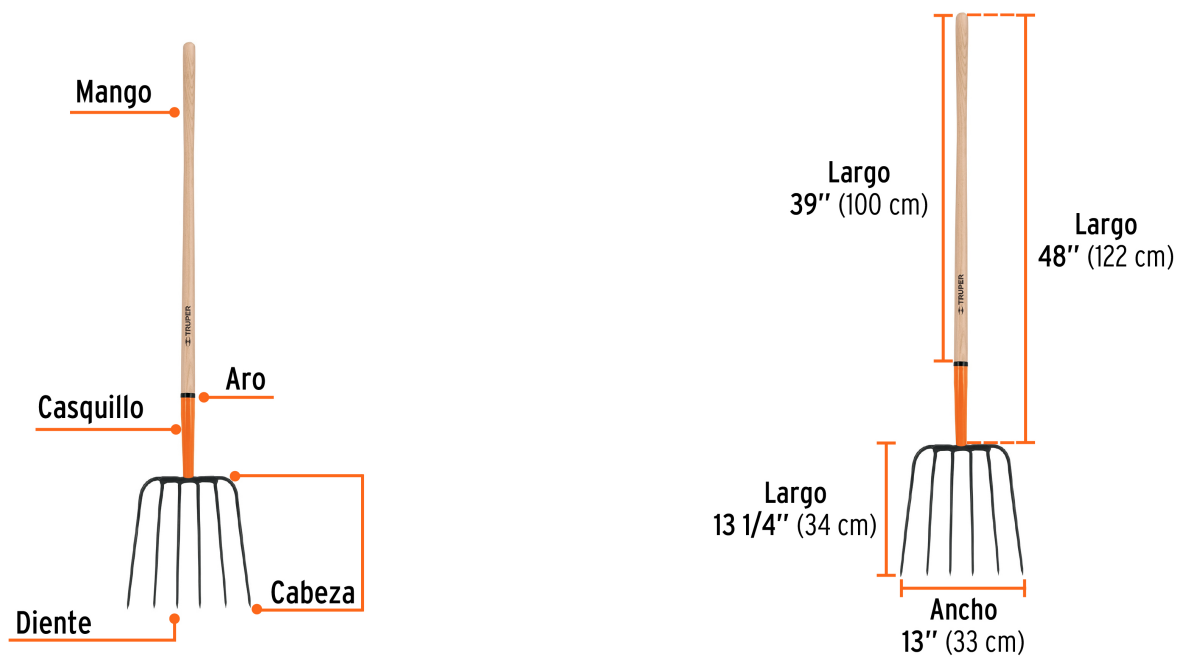 Mango
TRUPER
Aro
Casquillo
Cabeza
Diente
Largo
39″ (100 cm)
Largo
48″ (122 cm)
TRUPER
Largo
13 1/4″ (34 cm)
Ancho
13″ (33 cm)